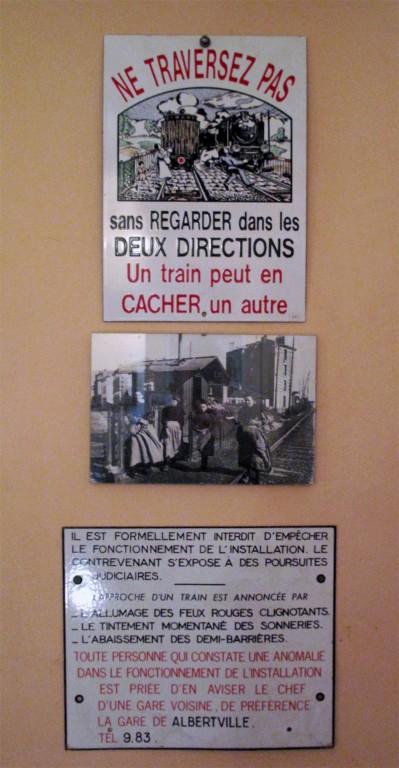 NE TRAVERSEZ PAS
sans REGARDER dans les
DEUX DIRECTIONS
Un train peut en
CACHER un autre
IL EST FORMELLEMENT INTERDIT D'EMPÊCHER
LE FONCTIONNEMENT DE L'INSTALLATION. LE
CONTREVENANT S'EXPOSE À DES POURSUITES
JUDICIAIRES.
L'APPROCHE D'UN TRAIN EST ANNONCÉE PAR
_ L'ALLUMAGE DES FEUX ROUGES CLIGNOTANTS.
_ LE TINTEMENT MOMENTANÉ DES SONNERIES.
_ L'ABAISSEMENT DES DEMI-BARRIÈRES.
TOUTE PERSONNE QUI CONSTATE UNE ANOMALIE
DANS LE FONCTIONNEMENT DE L'INSTALLATION
EST PRIÉE D'EN AVISER LE CHEF
D'UNE GARE VOISINE, DE PRÉFÉRENCE
LA GARE DE ALBERTVILLE.
TÉL 9.83.